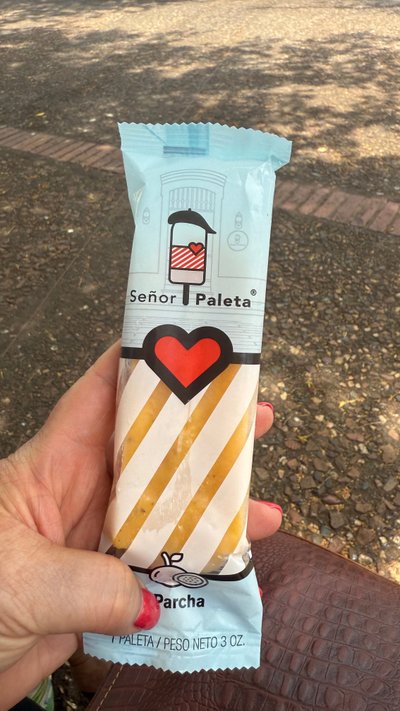 Señor Paleta®
Parcha
1 PALETA / PESO NETO 3 OZ.